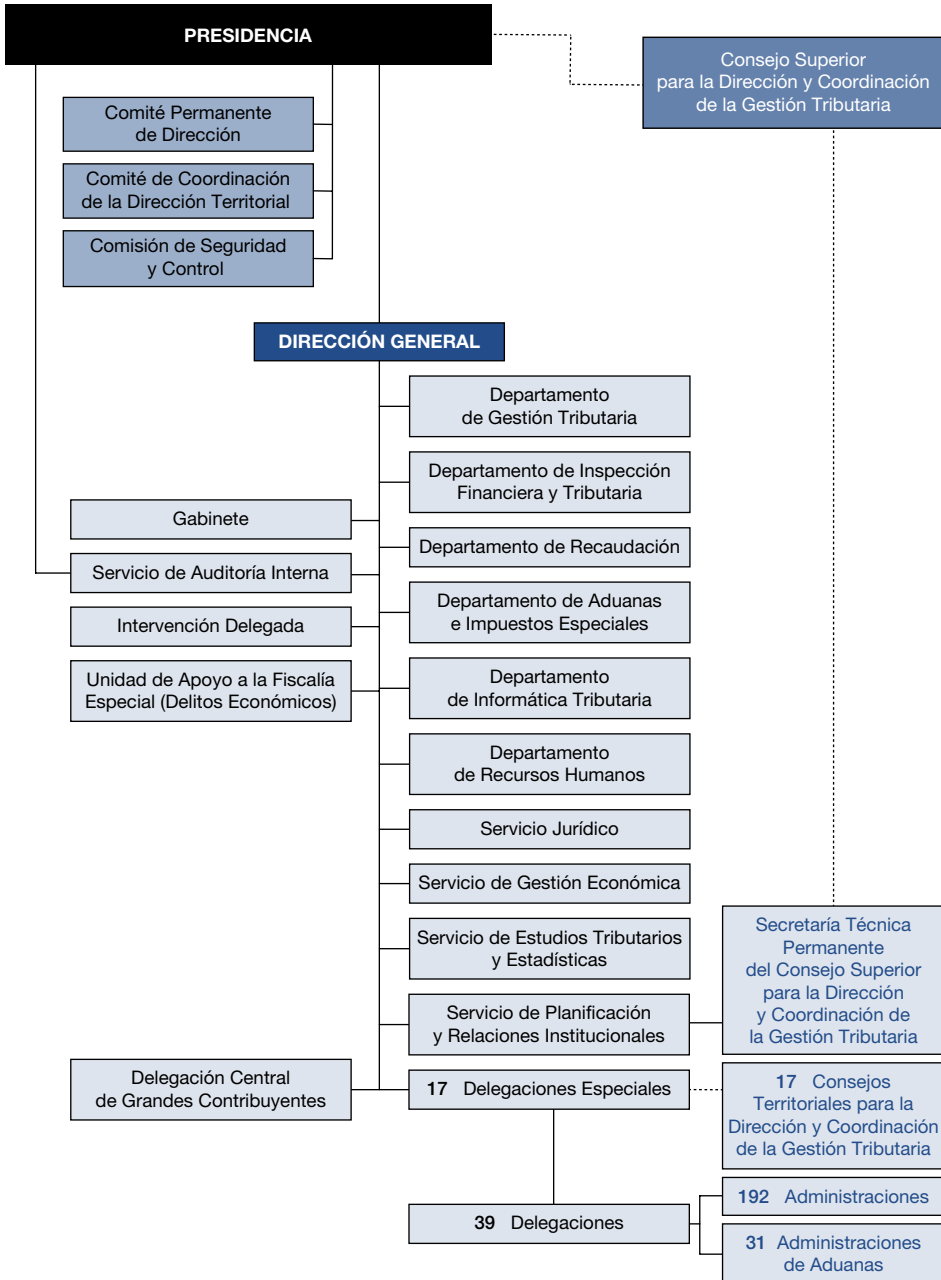 PRESIDENCIA
Consejo Superior
para la Dirección y Coordinación
de la Gestión Tributaria
Comité Permanente
de Dirección
Comité de Coordinación
de la Dirección Territorial
Comisión de Seguridad
y Control
DIRECCIÓN GENERAL
Departamento
de Gestión Tributaria
Departamento de Inspección
Financiera y Tributaria
Gabinete
Departamento de Recaudación
Servicio de Auditoría Interna
Departamento de Aduanas
e Impuestos Especiales
Intervención Delegada
Unidad de Apoyo a la Fiscalía
Especial (Delitos Económicos)
Departamento
de Informática Tributaria
Departamento
de Recursos Humanos
Servicio Jurídico
Servicio de Gestión Económica
Servicio de Estudios Tributarios
y Estadísticas
Servicio de Planificación
y Relaciones Institucionales
Secretaría Técnica
Permanente
del Consejo Superior
para la Dirección
y Coordinación de
la Gestión Tributaria
Delegación Central
de Grandes Contribuyentes
17 Delegaciones Especiales
17 Consejos
Territoriales para la
Dirección y Coordinación
de la Gestión Tributaria
39 Delegaciones
192 Administraciones
31 Administraciones
de Aduanas